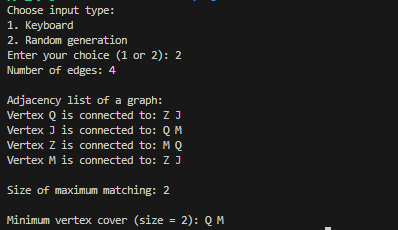 Choose input type:
1. Keyboard
2. Random generation
Enter your choice (1 or 2): 2
Number of edges: 4
Adjacency list of a graph:
Vertex Q is connected to: Z J
Vertex J is connected to: Q M
Vertex Z is connected to: M Q
Vertex M is connected to: Z J
Size of maximum matching: 2
Minimum vertex cover (size = 2): Q M